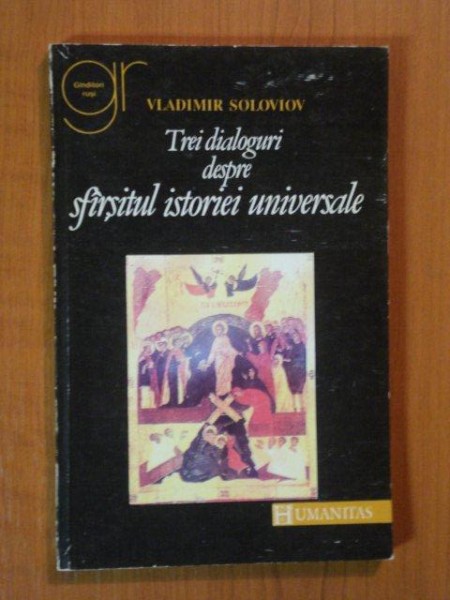 gr
Gînditori
ruşi
VLADIMIR SOLOVIOV
Trei dialoguri
despre
sfîrşitul istoriei universale
HUMANITAS